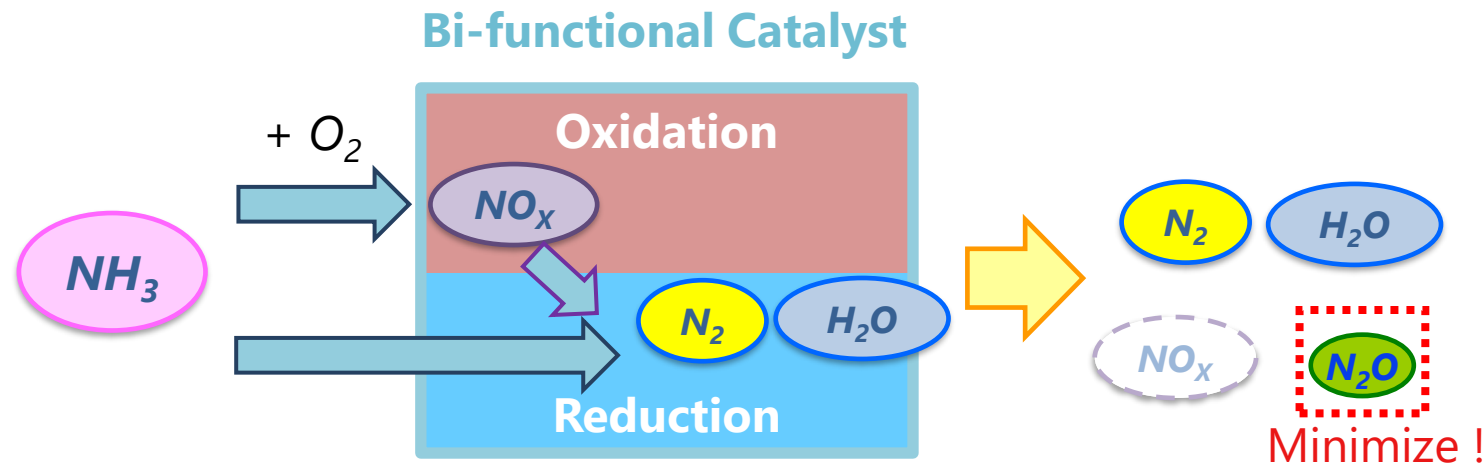 Bi-functional Catalyst
+ O₂
Oxidation
NOₓ
NH₃
N₂
H₂O
Reduction
N₂
H₂O
NOₓ
N₂O
Minimize !